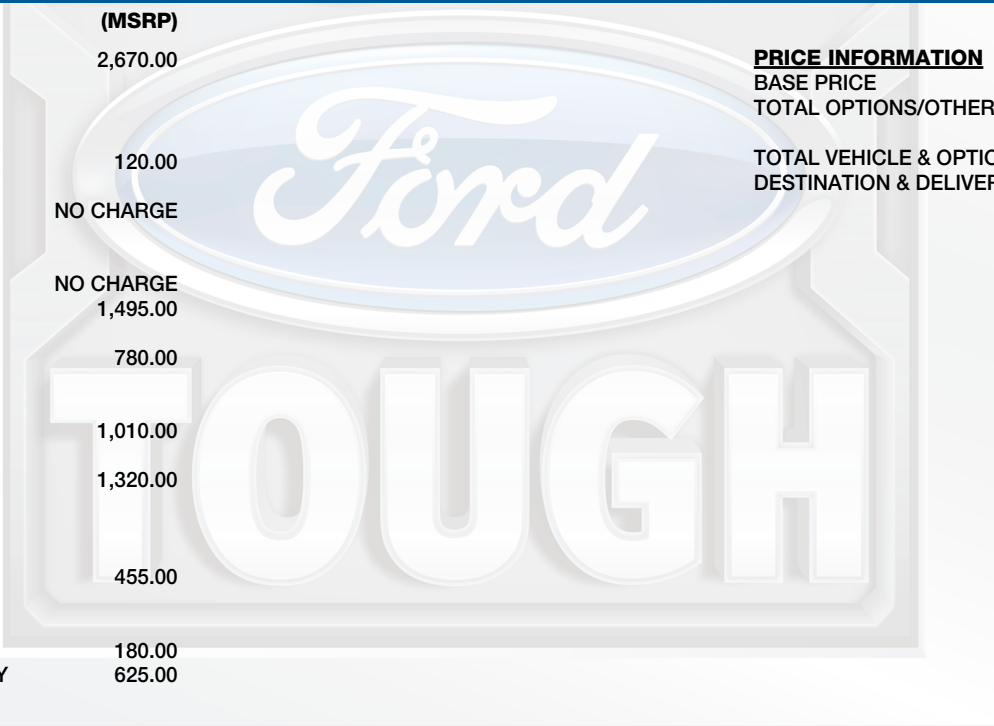 (MSRP)
2,670.00
120.00
NO CHARGE
NO CHARGE
1,495.00
780.00
1,010.00
1,320.00
455.00
180.00
Y 625.00
PRICE INFORMATION
BASE PRICE
TOTAL OPTIONS/OTHER
TOTAL VEHICLE & OPTIO
DESTINATION & DELIVER
Ford
TOUGH